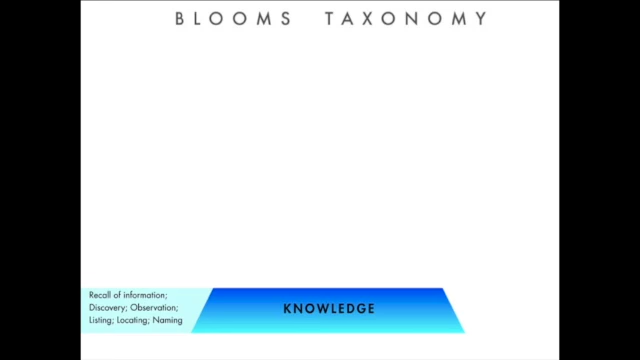 BLOOMS TAXONOMY
Recall of information;
Discovery; Observation;
Listing; Locating; Naming
KNOWLEDGE